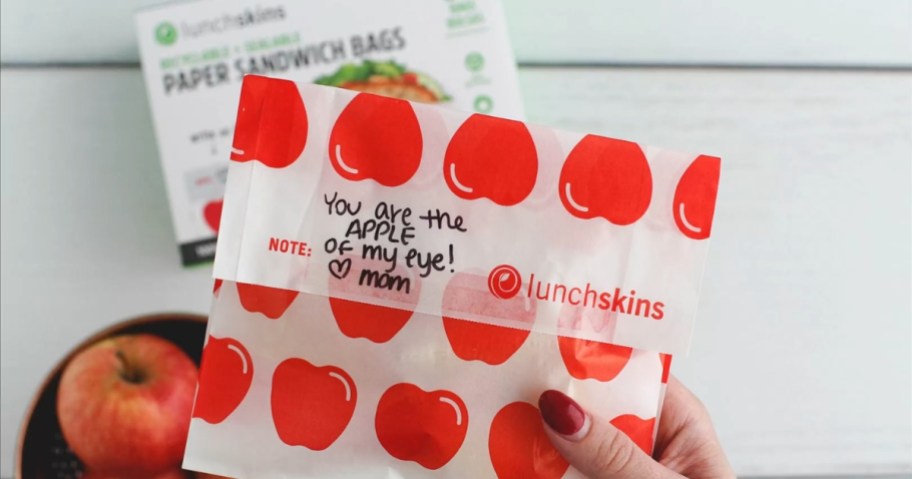 lunchskins
RECYCLABLE + SEALABLE
PAPER SANDWICH BAGS
You are the
APPLE
NOTE: of my eye!
♡ mom
lunchskins